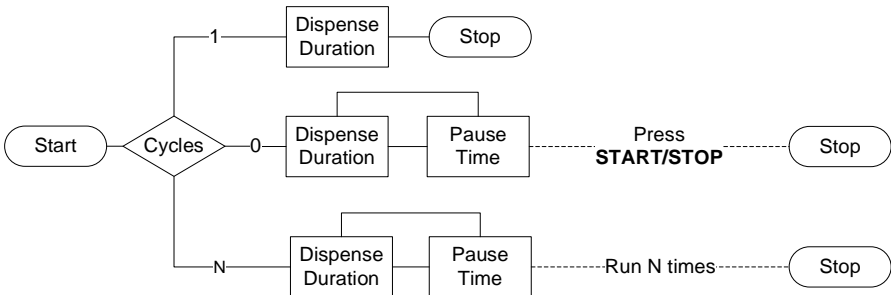 1
Dispense
Duration
Stop
Start
Cycles
0
Dispense
Duration
Pause
Time
Press
START/STOP
Stop
N
Dispense
Duration
Pause
Time
Run N times
Stop